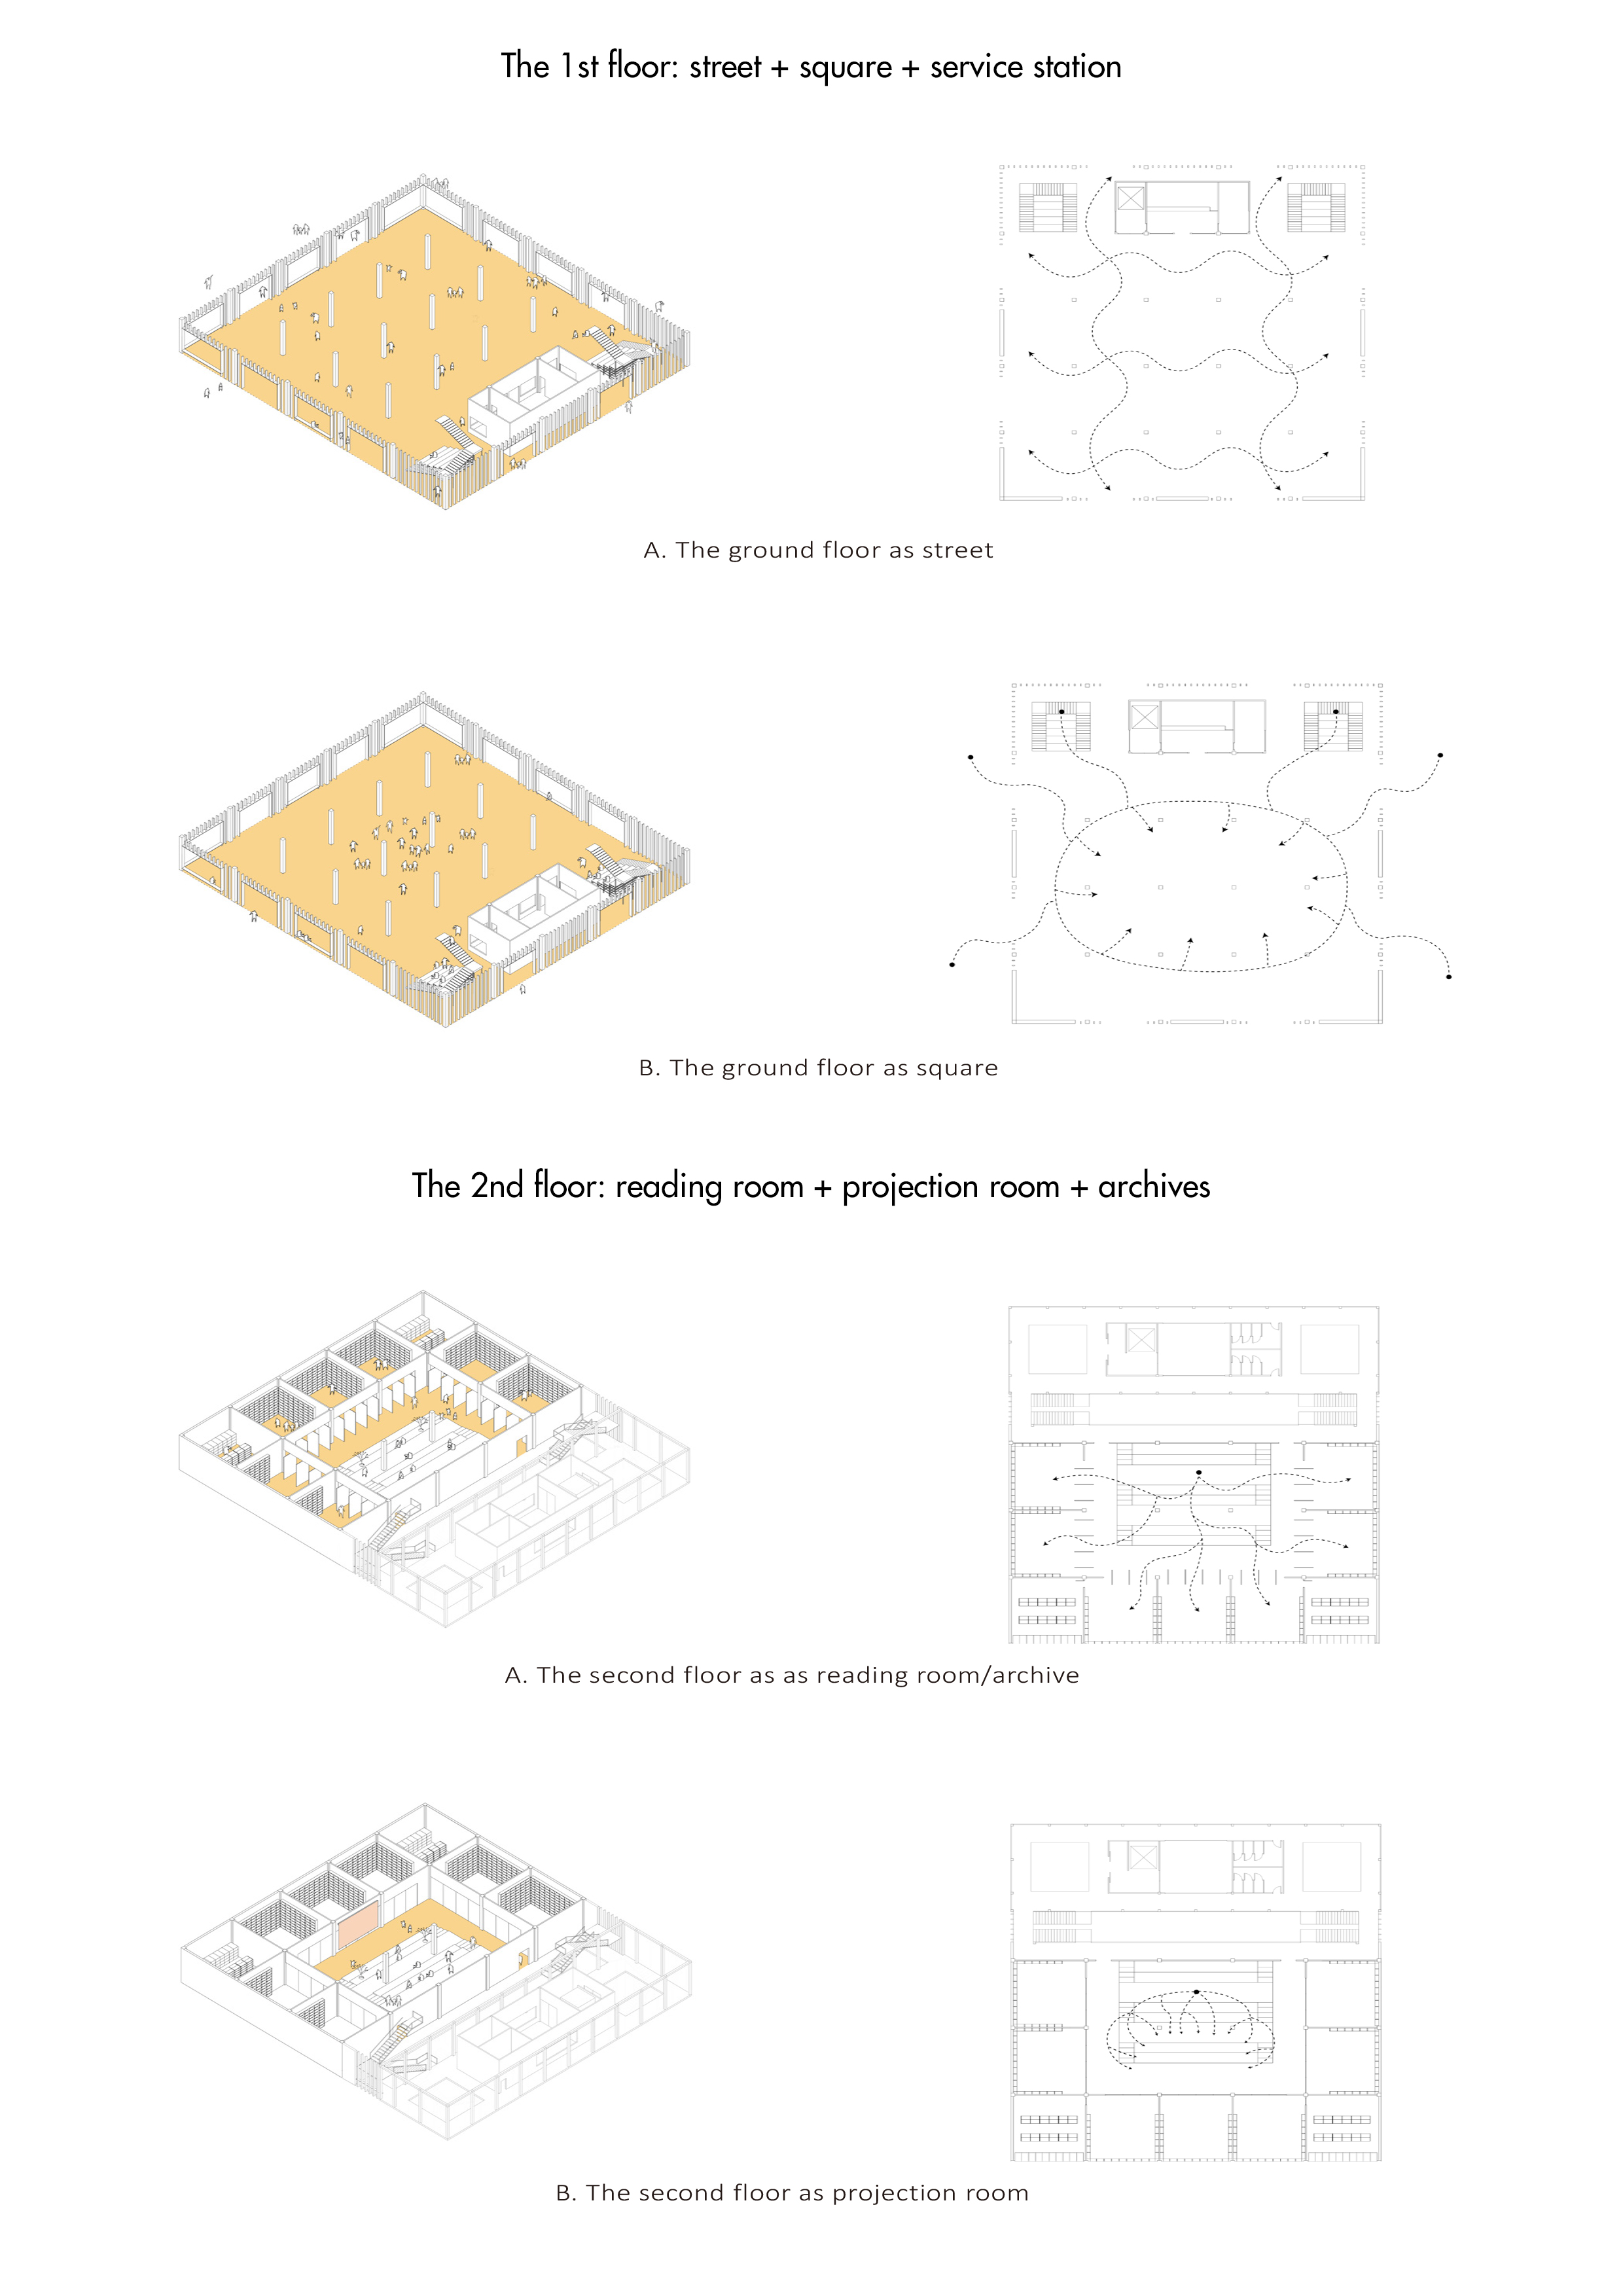 The 1st floor: street + square + service station
A. The ground floor as street
B. The ground floor as square
The 2nd floor: reading room + projection room + archives
A. The second floor as as reading room/archive
B. The second floor as projection room